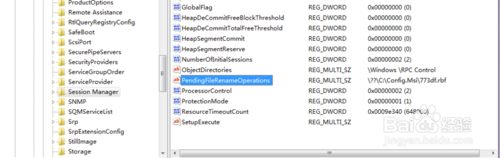 ProductOptions
Remote Assistance
RtlQueryRegistryConfig
SafeBoot
ScsiPort
SecurePipeServers
SecurityProviders
ServiceGroupOrder
ServiceProvider
Session Manager
SNMP
SQMServiceList
Srp
SrpExtensionConfig
StillImage
Storage
GlobalFlag REG_DWORD 0x00000000 (0)
HeapDeCommitFreeBlockThreshold REG_DWORD 0x00000000 (0)
HeapDeCommitTotalFreeThreshold REG_DWORD 0x00000000 (0)
HeapSegmentCommit REG_DWORD 0x00000000 (0)
HeapSegmentReserve REG_DWORD 0x00000000 (0)
NumberOfInitialSessions REG_DWORD 0x00000002 (2)
ObjectDirectories REG_MULTI_SZ \Windows \RPC Control
PendingFileRenameOperations REG_MULTI_SZ \??\C:\Config.Msi\773df.rbf
ProcessorControl REG_DWORD 0x00000002 (2)
ProtectionMode REG_DWORD 0x00000001 (1)
ResourceTimeoutCount REG_DWORD 0x0009e340
SetupExecute REG_MULTI_SZ
Baidu 经验